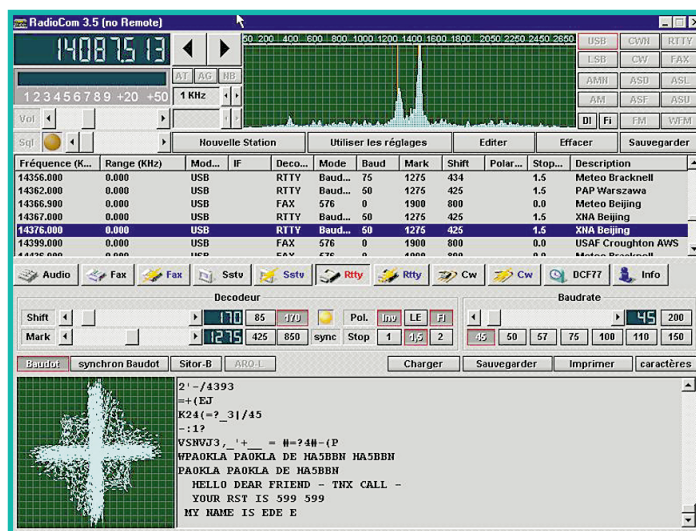 RadioCom 3.5 (no Remote)
14087.513
1 2 3 4 5 6 7 8 9 +20 +50
AT AG NB
1 KHz
50 200 400 600 800 1000 1200 1400 1600 1800 2050 2250 2450 2650
USB CWN RTTY
LSB CW FAX
AMN ASD ASL
AM ASF ASU
DI Fi FM WFM
Vol
Sql
Nouvelle Station Utiliser les réglages Editer Effacer Sauvegarder
Fréquence (K... Range (KHz) Mod... IF Deco... Mode Baud Mark Shift Polar... Stop... Description
14356.000 0.000 USB RTTY Baud... 75 1275 434 1.5 Meteo Bracknell
14362.000 0.000 USB RTTY Baud... 50 1275 425 1.5 PAP Warszawa
14366.900 0.000 USB FAX 576 0 1900 800 0.0 Meteo Beijing
14367.000 0.000 USB RTTY Baud... 50 1275 425 1.5 XNA Beijing
14376.000 0.000 USB RTTY Baud... 50 1275 425 1.5 XNA Beijing
14399.000 0.000 USB FAX 576 0 1900 800 0.0 USAF Croughton AWS
Audio Fax Fax Sstv Sstv Rtty Rtty Cw Cw DCF77 Info
Decodeur
Baudrate
Shift 170 85 170 Pol. Inv LE FI 45 200
Mark 1275 425 850 sync Stop 1 1,5 2 45 50 57 75 100 110 150
Baudot synchron Baudot Sitor-B ARQ-L Charger Sauvegarder Imprimer caractères
2'-/4393
=+(EJ
K24(=?_3|/45
-:1?
VSNVJ3,_'+__ = #=?4#-(P
WPA0KLA PA0KLA DE HA5BBN HA5BBN
PA0KLA PA0KLA DE HA5BBN
HELLO DEAR FRIEND - TNX CALL -
YOUR RST IS 599 599
MY NAME IS EDE E